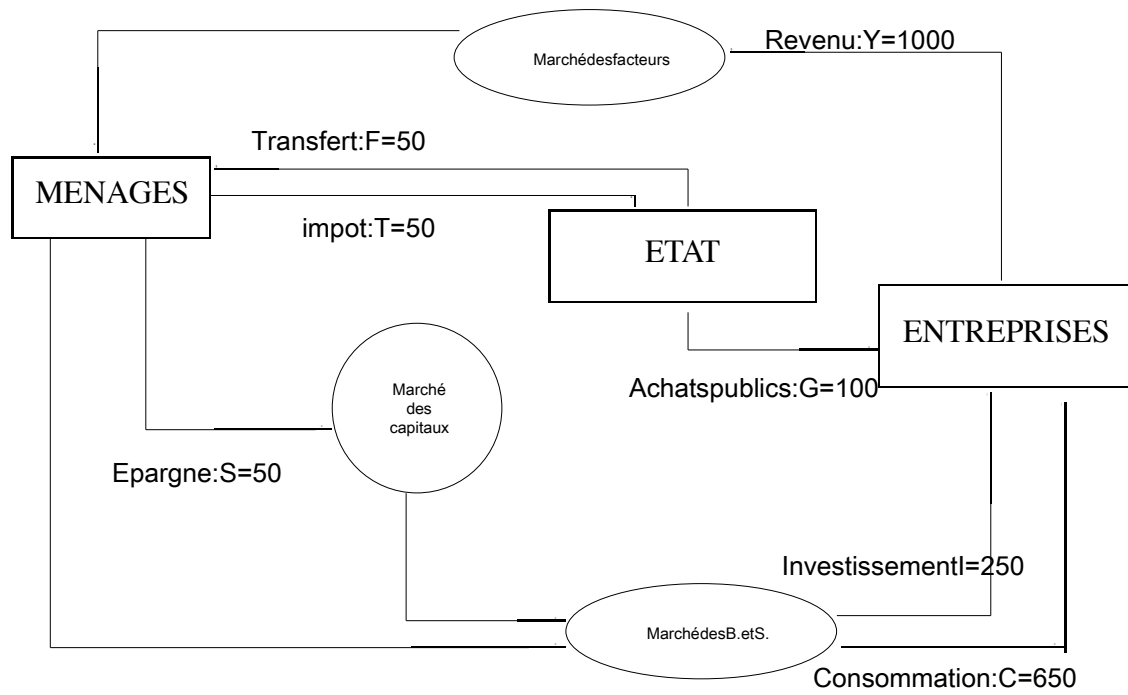 Marchédesfacteurs
Revenu:Y=1000
Transfert:F=50
MENAGES
impot:T=50
ETAT
ENTREPRISES
Achatspublics:G=100
Marché
des
capitaux
Epargne:S=50
InvestissementI=250
MarchédesB.etS.
Consommation:C=650